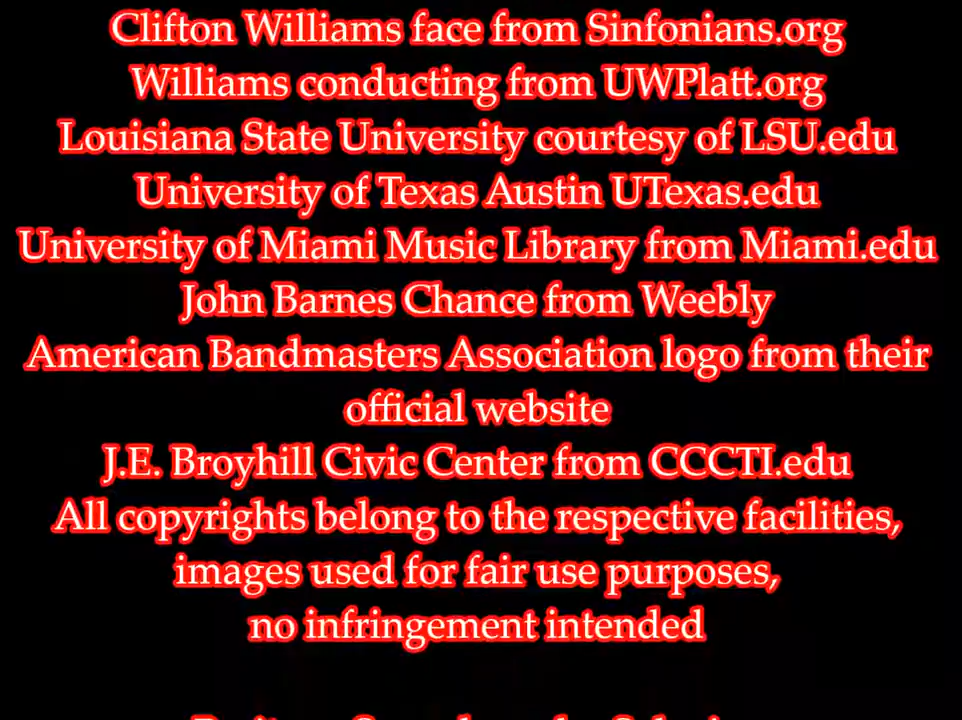 Clifton Williams face from Sinfonians.org
Williams conducting from UWPlatt.org
Louisiana State University courtesy of LSU.edu
University of Texas Austin UTexas.edu
University of Miami Music Library from Miami.edu
John Barnes Chance from Weebly
American Bandmasters Association logo from their
official website
J.E. Broyhill Civic Center from CCCTI.edu
All copyrights belong to the respective facilities,
images used for fair use purposes,
no infringement intended